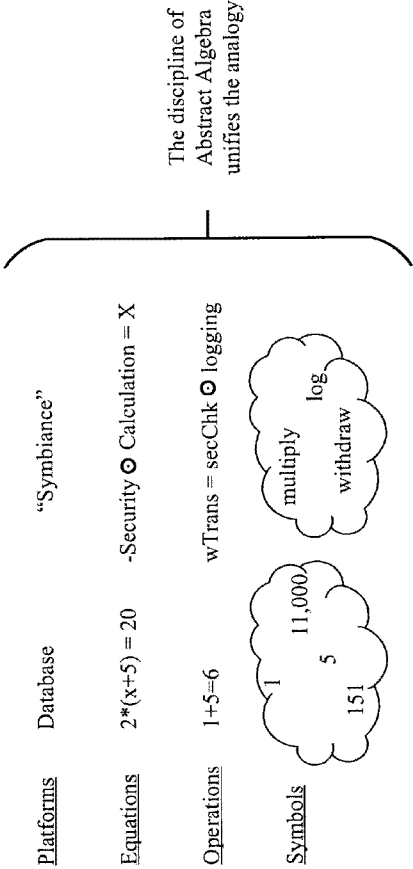 Platforms Database “Symbiance”
Equations 2*(x+5) = 20 -Security ⊙ Calculation = X
Operations 1+5=6 wTrans = secChk ⊙ logging
Symbols
1
11,000
5
151
multiply
log
withdraw
The discipline of
Abstract Algebra
unifies the analogy